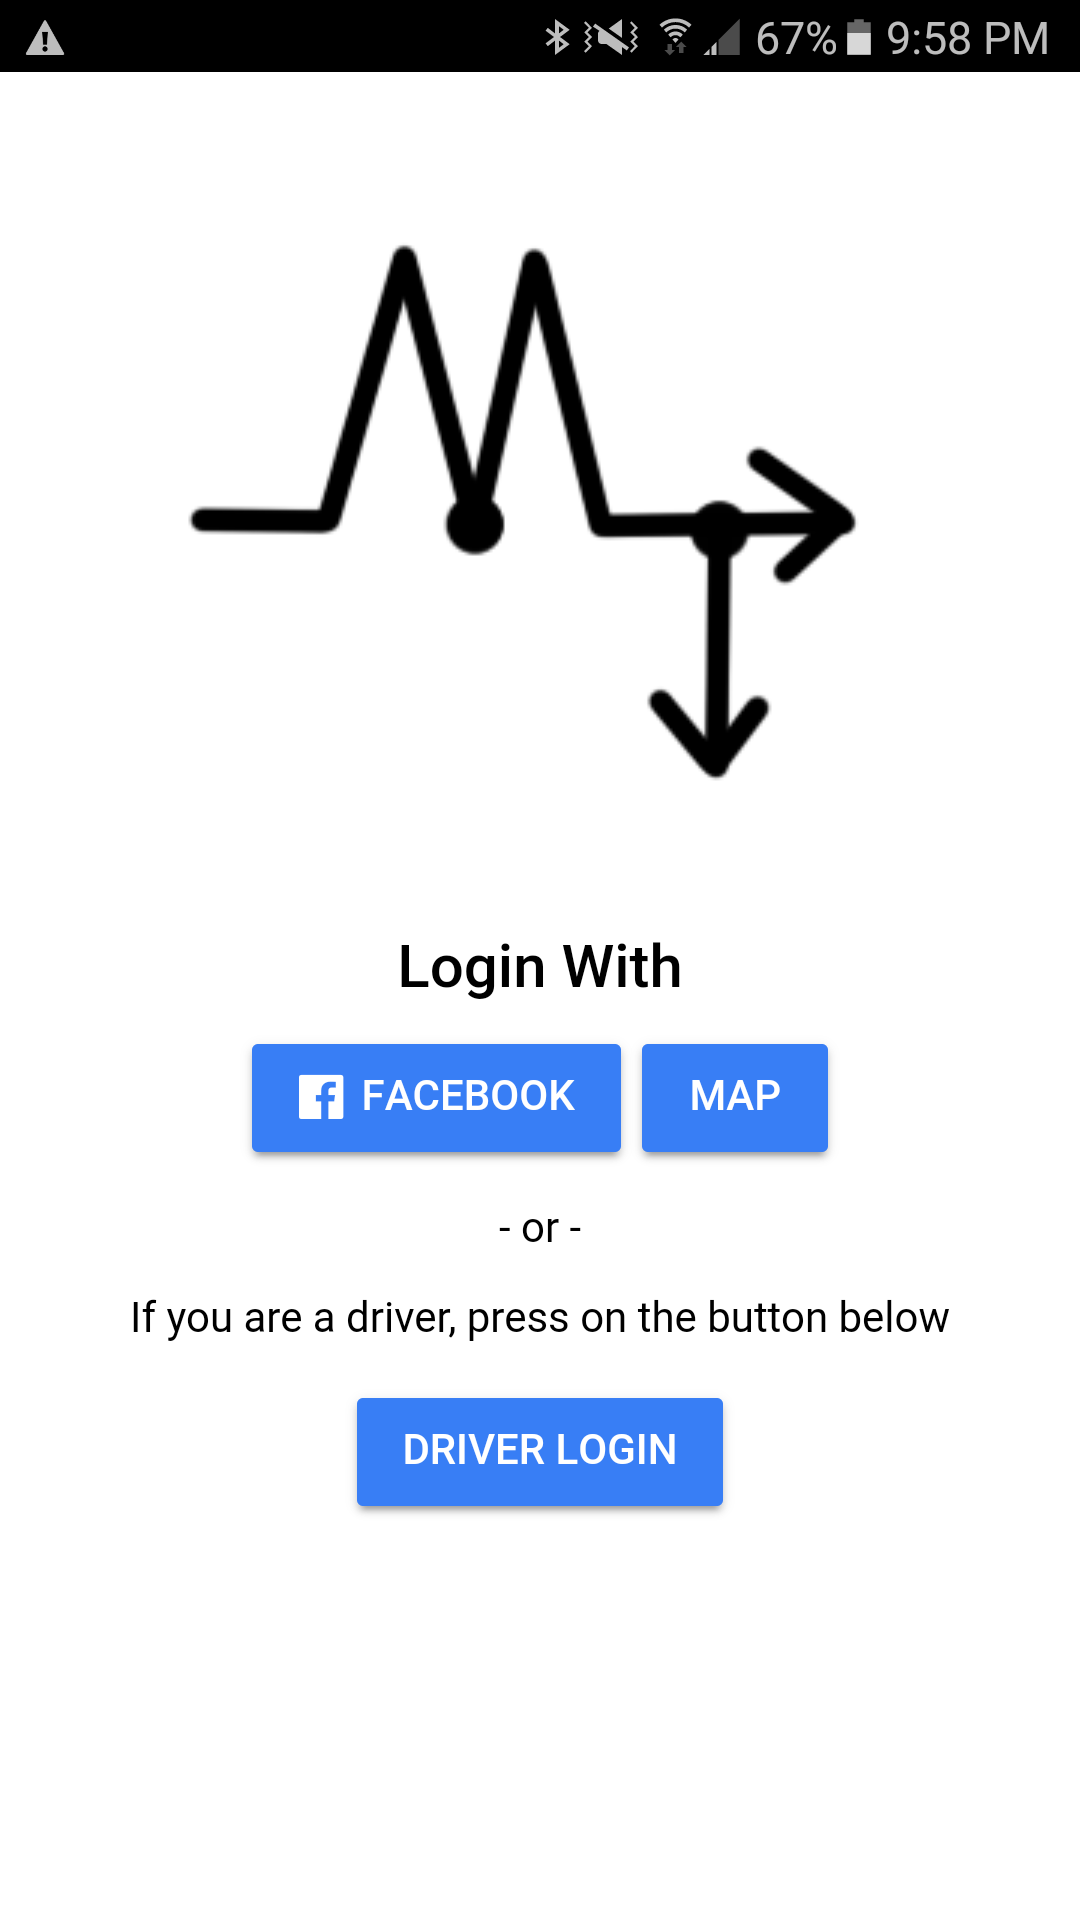 67% 9:58 PM
Login With
FACEBOOK MAP
- or -
If you are a driver, press on the button below
DRIVER LOGIN